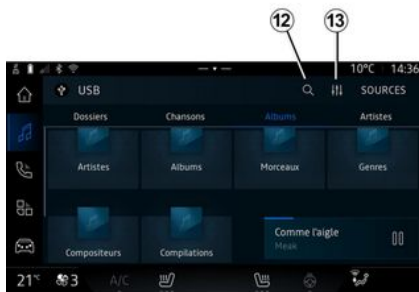 12 13
10°C 14:36
USB SOURCES
Dossiers Chansons Albums Artistes
Artistes Albums Morceaux Genres
Compositeurs Compilations
Comme l'aigle
Meak
21°C 3 A/C